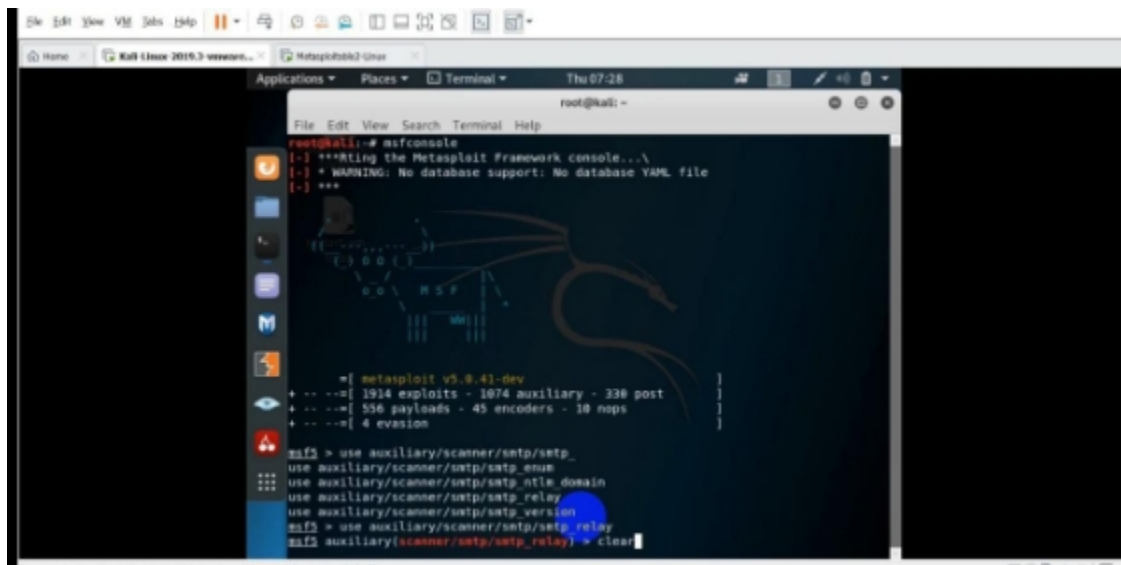 File Edit View VM Tabs Help
Home Kali-Linux-2019.3-vmware... Metasploitable2-Linux
Applications Places Terminal Thu 07:28 1
root@kali: ~
File Edit View Search Terminal Help
root@kali:~# msfconsole
[-] ***Rting the Metasploit Framework console...\
[-] * WARNING: No database support: No database YAML file
[-] ***
M S F
=[ metasploit v5.0.41-dev ]
+ -- --=[ 1914 exploits - 1074 auxiliary - 330 post ]
+ -- --=[ 556 payloads - 45 encoders - 10 nops ]
+ -- --=[ 4 evasion ]
msf5 > use auxiliary/scanner/smtp/smtp_
use auxiliary/scanner/smtp/smtp_enum
use auxiliary/scanner/smtp/smtp_ntlm_domain
use auxiliary/scanner/smtp/smtp_relay
use auxiliary/scanner/smtp/smtp_version
msf5 > use auxiliary/scanner/smtp/smtp_relay
msf5 auxiliary(scanner/smtp/smtp_relay) > clear